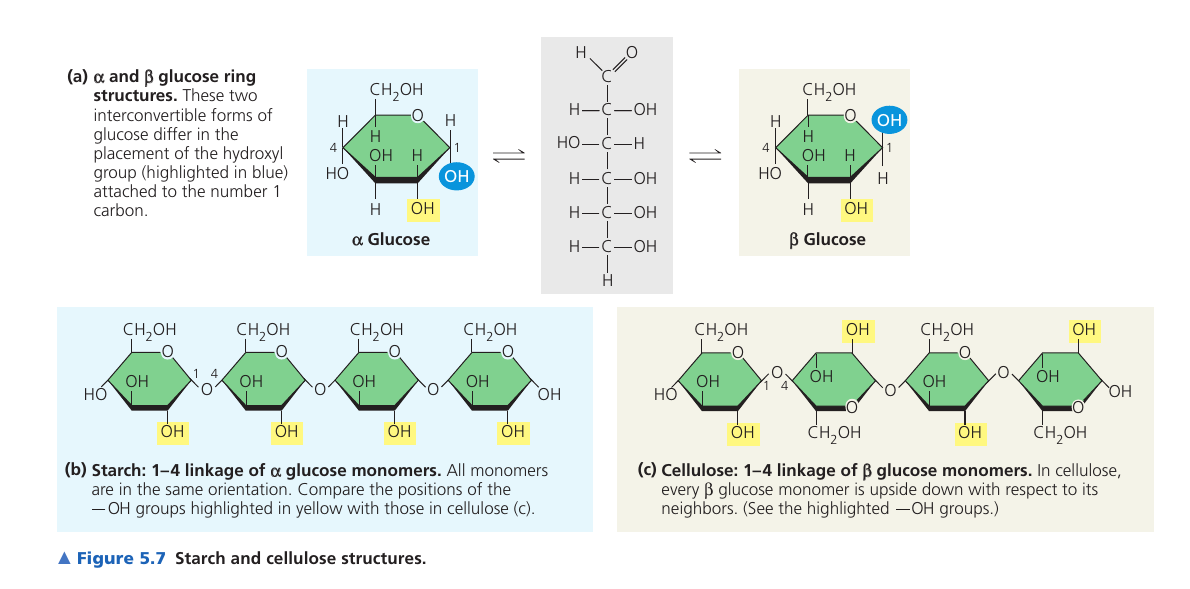 (a) α and β glucose ring
structures. These two
interconvertible forms of
glucose differ in the
placement of the hydroxyl
group (highlighted in blue)
attached to the number 1
carbon.
CH₂OH
H O H
H
4 OH H 1
HO OH
H OH
α Glucose
H O
C
H—C—OH
HO—C—H
H—C—OH
H—C—OH
H—C—OH
H
CH₂OH
H O OH
H
4 OH H 1
HO H
H OH
β Glucose
CH₂OH CH₂OH CH₂OH CH₂OH
O O O O
1 4
OH OH OH OH
HO O O O OH
OH OH OH OH
(b) Starch: 1–4 linkage of α glucose monomers. All monomers
are in the same orientation. Compare the positions of the
—OH groups highlighted in yellow with those in cellulose (c).
CH₂OH OH CH₂OH OH
O O
O O
OH 1 4 OH OH OH
HO O OH
O O
OH CH₂OH OH CH₂OH
(c) Cellulose: 1–4 linkage of β glucose monomers. In cellulose,
every β glucose monomer is upside down with respect to its
neighbors. (See the highlighted —OH groups.)
▲ Figure 5.7 Starch and cellulose structures.